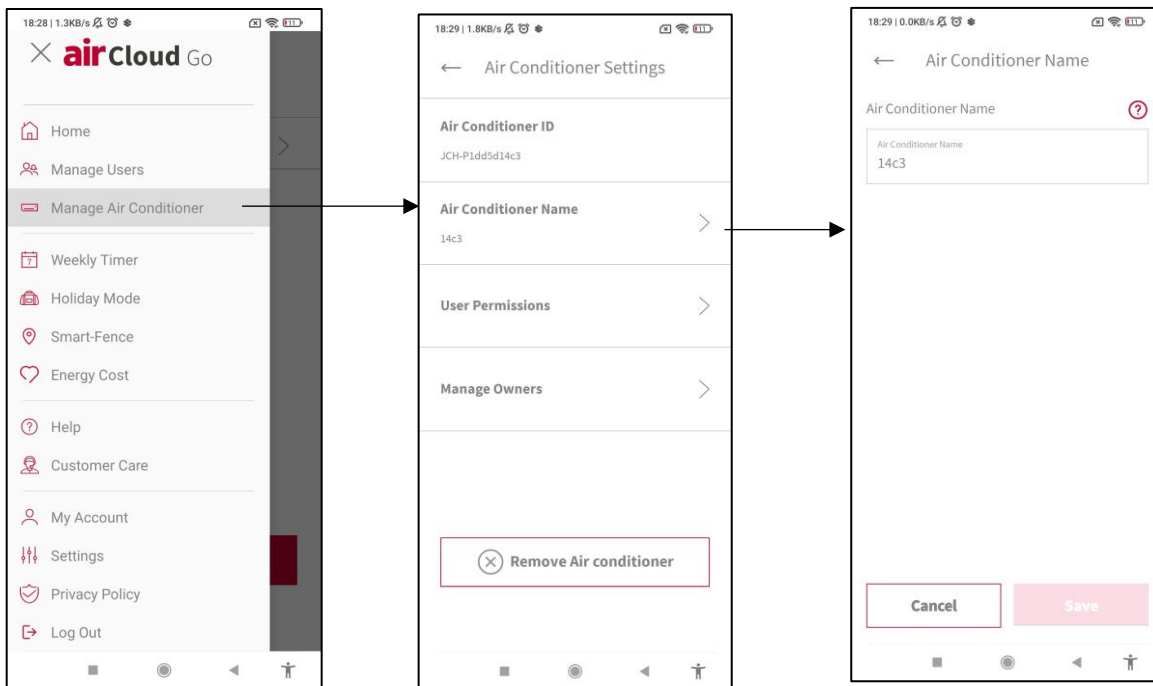 18:28 | 1.3KB/s
airCloud Go
Home
Manage Users
Manage Air Conditioner
7
Weekly Timer
Holiday Mode
Smart-Fence
Energy Cost
Help
Customer Care
My Account
Settings
Privacy Policy
Log Out
18:29 | 1.8KB/s
11
Air Conditioner Settings
Air Conditioner ID
JCH-P1dd5d14c3
Air Conditioner Name
14c3
User Permissions
Manage Owners
Remove Air conditioner
18:29 | 0.0KB/s
11
Air Conditioner Name
Air Conditioner Name
?
Air Conditioner Name
14c3
Cancel
Save